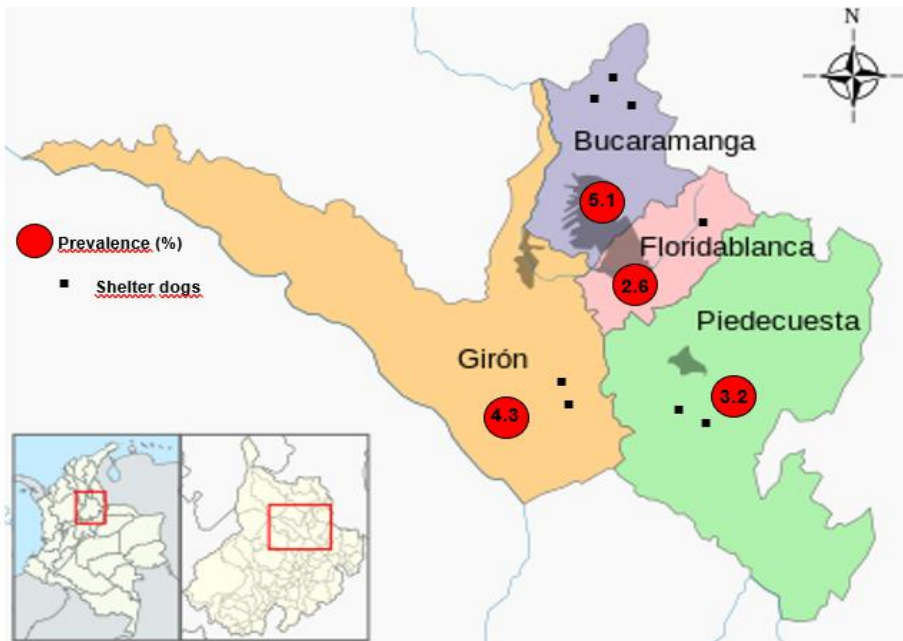 N
Bucaramanga
5.1
Prevalence (%)
Floridablanca
Shelter dogs
2.6
Piedecuesta
Girón
3.2
4.3